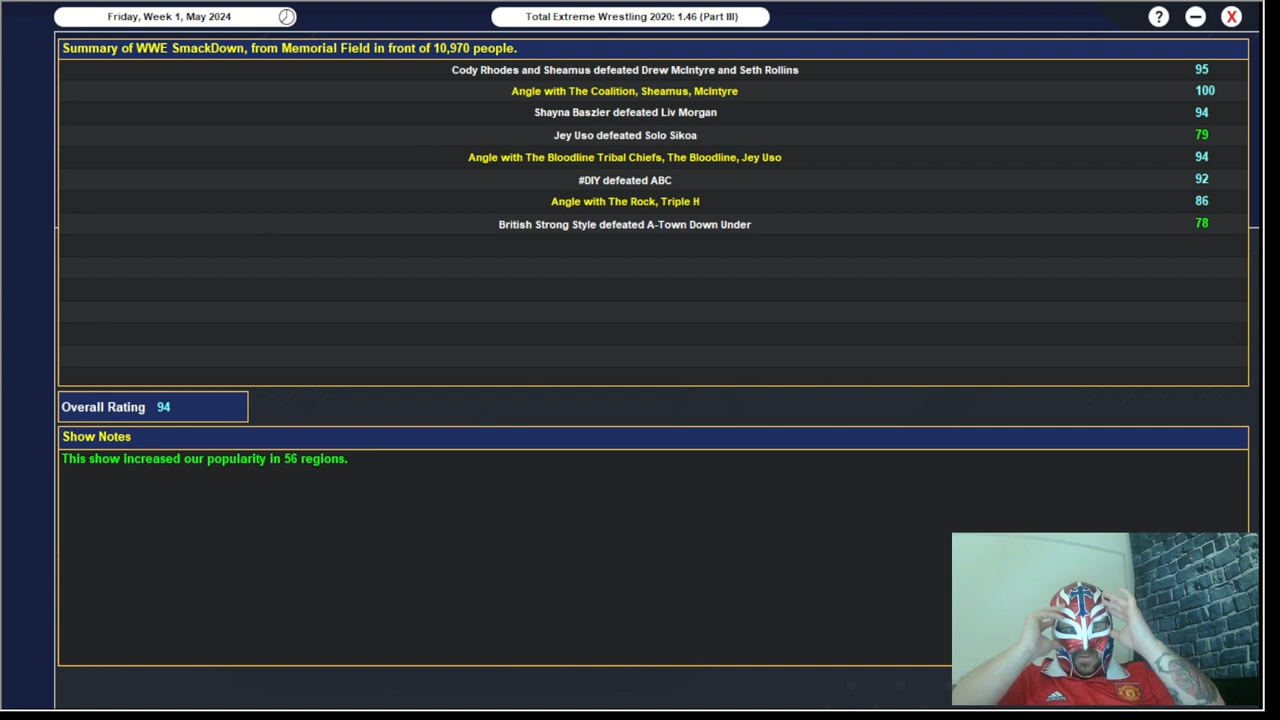 Friday, Week 1, May 2024
Total Extreme Wrestling 2020: 1.46 (Part III)
?
X
Summary of WWE SmackDown, from Memorial Field in front of 10,970 people.
Cody Rhodes and Sheamus defeated Drew McIntyre and Seth Rollins 95
Angle with The Coalition, Sheamus, McIntyre 100
Shayna Baszler defeated Liv Morgan 94
Jey Uso defeated Solo Sikoa 79
Angle with The Bloodline Tribal Chiefs, The Bloodline, Jey Uso 94
#DIY defeated ABC 92
Angle with The Rock, Triple H 86
British Strong Style defeated A-Town Down Under 78
Overall Rating 94
Show Notes
This show increased our popularity in 56 regions.